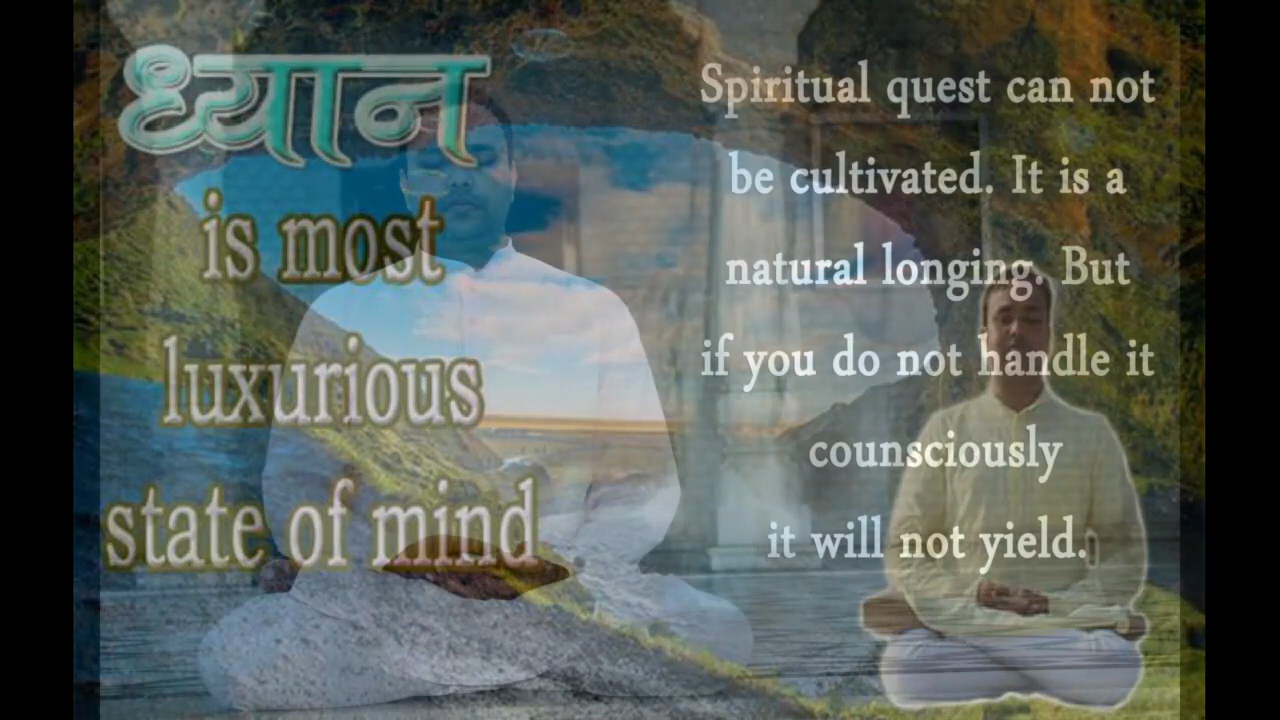 ध्यान
is most
luxurious
state of mind
Spiritual quest can not
be cultivated. It is a
natural longing. But
if you do not handle it
counsciously
it will not yield.